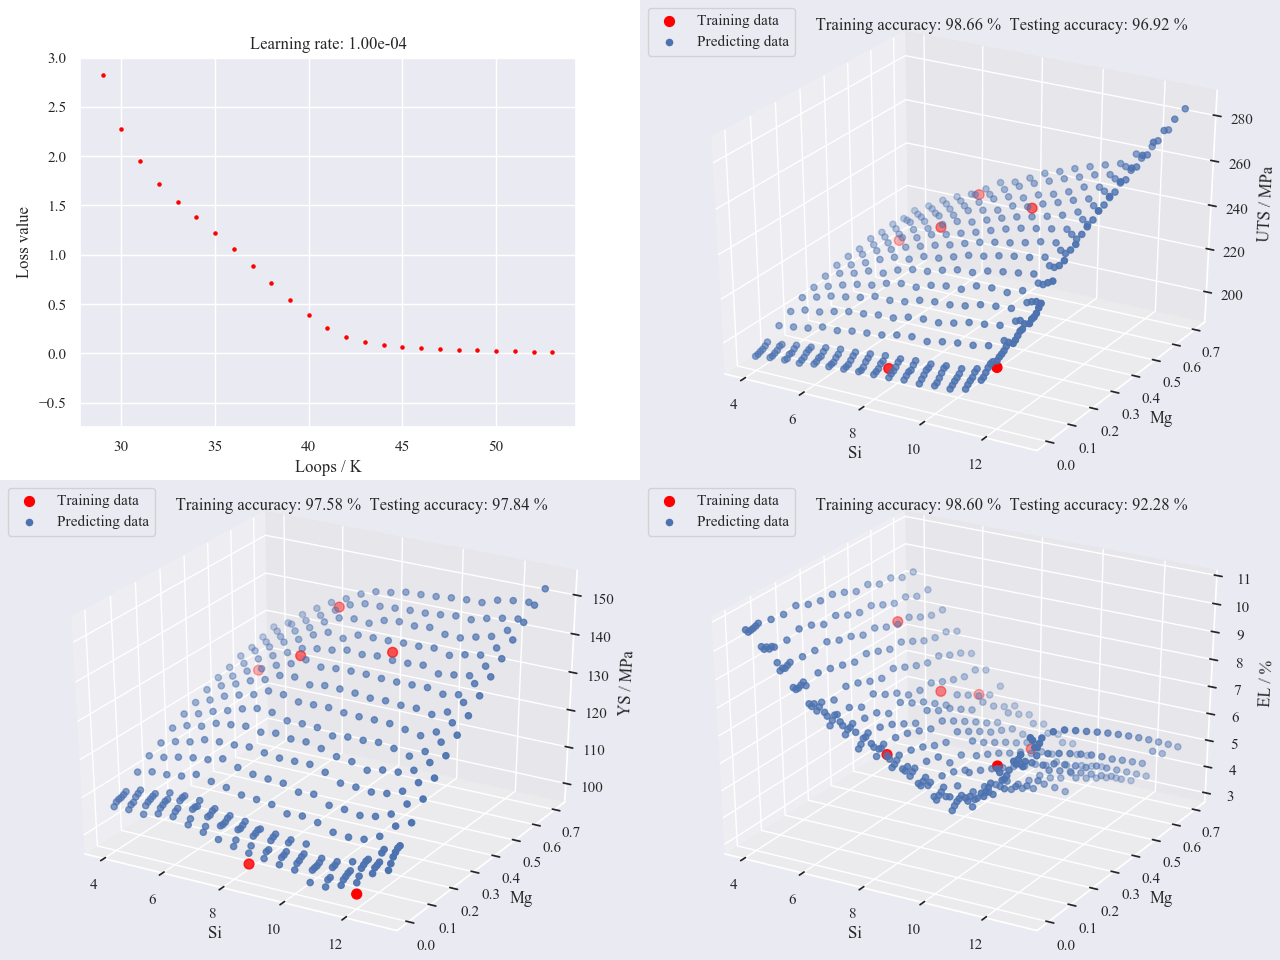 Learning rate: 1.00e-04
3.0
2.5
2.0
1.5
1.0
0.5
0.0
−0.5
Loss value
30 35 40 45 50
Loops / K
Training data
Predicting data
Training accuracy: 98.66 % Testing accuracy: 96.92 %
280
260
240
220
200
UTS / MPa
4 6 8 10 12
Si
0.0 0.1 0.2 0.3 0.4 0.5 0.6 0.7
Mg
Training data
Predicting data
Training accuracy: 97.58 % Testing accuracy: 97.84 %
150
140
130
120
110
100
YS / MPa
4 6 8 10 12
Si
0.0 0.1 0.2 0.3 0.4 0.5 0.6 0.7
Mg
Training data
Predicting data
Training accuracy: 98.60 % Testing accuracy: 92.28 %
11
10
9
8
7
6
5
4
3
EL / %
4 6 8 10 12
Si
0.0 0.1 0.2 0.3 0.4 0.5 0.6 0.7
Mg